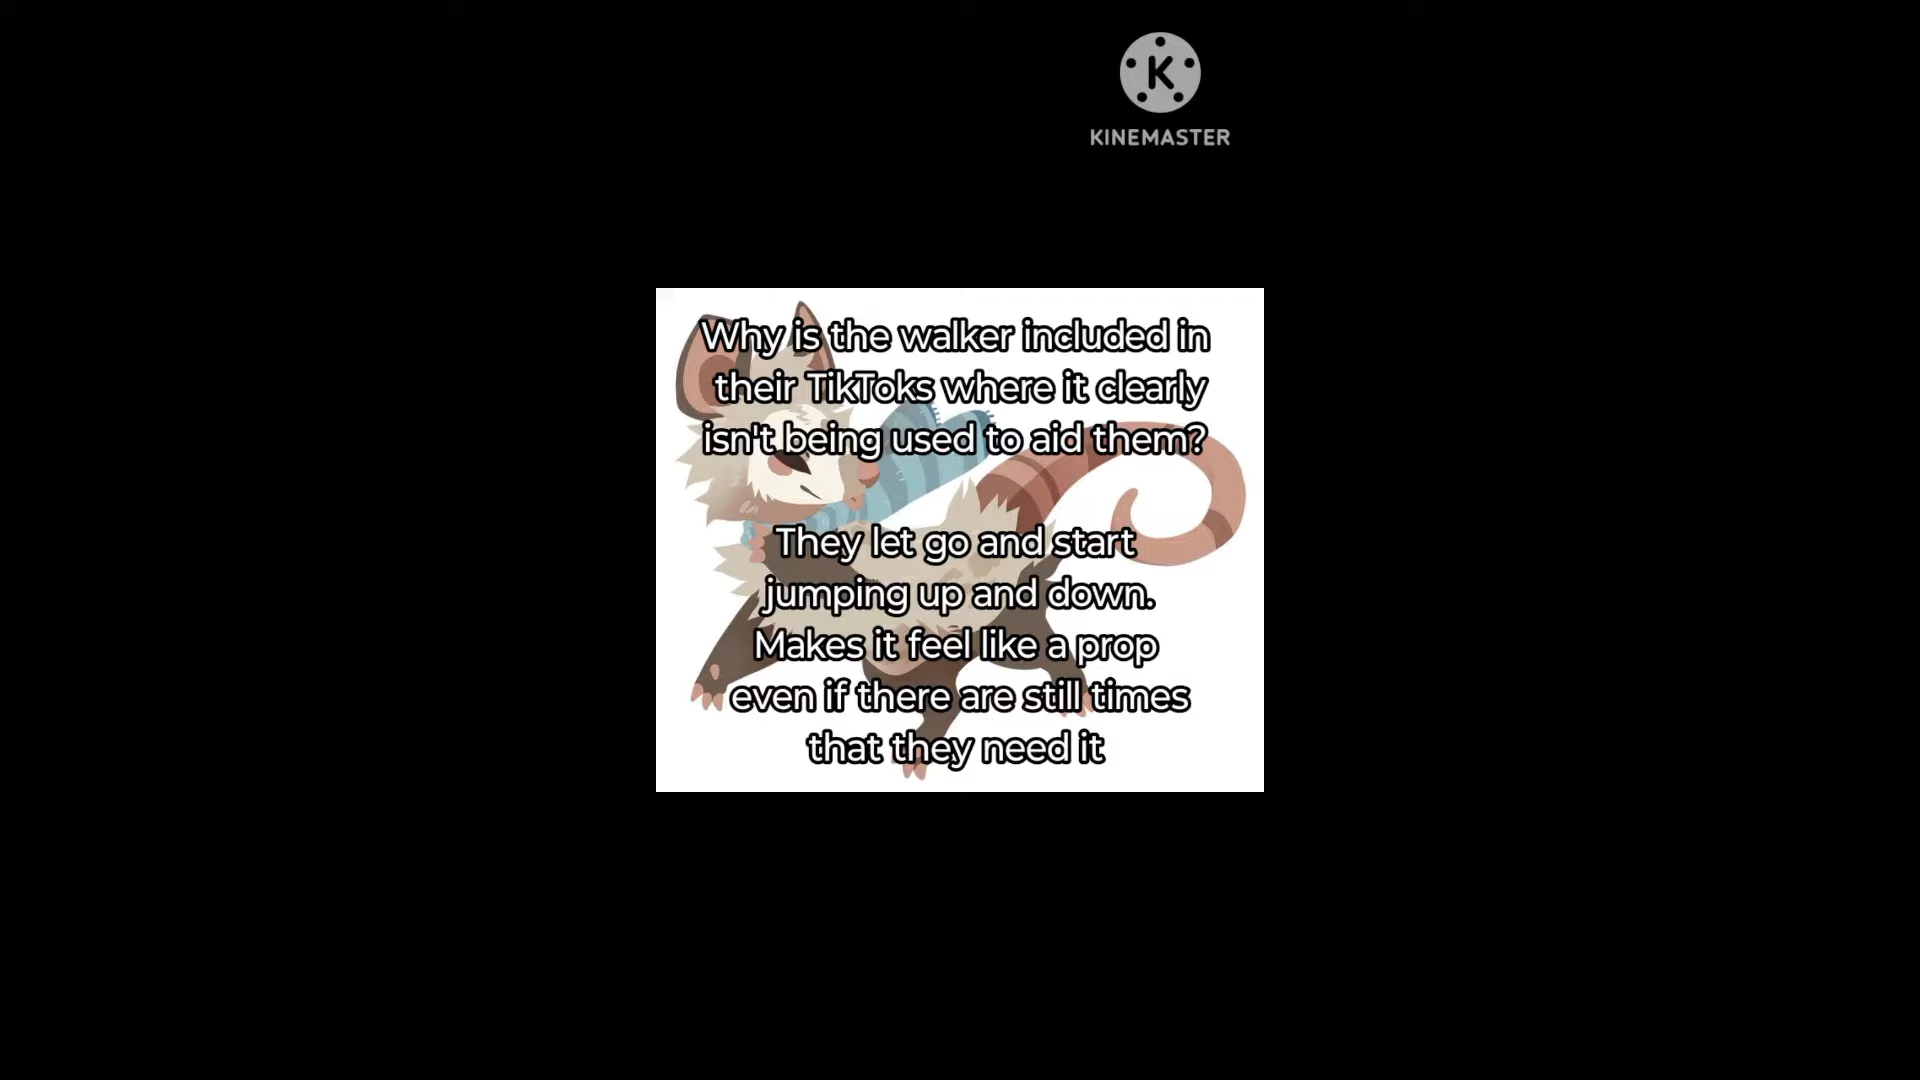 K
KINEMASTER
Why is the walker included in
their TikToks where it clearly
isn't being used to aid them?
They let go and start
jumping up and down.
Makes it feel like a prop
even if there are still times
that they need it